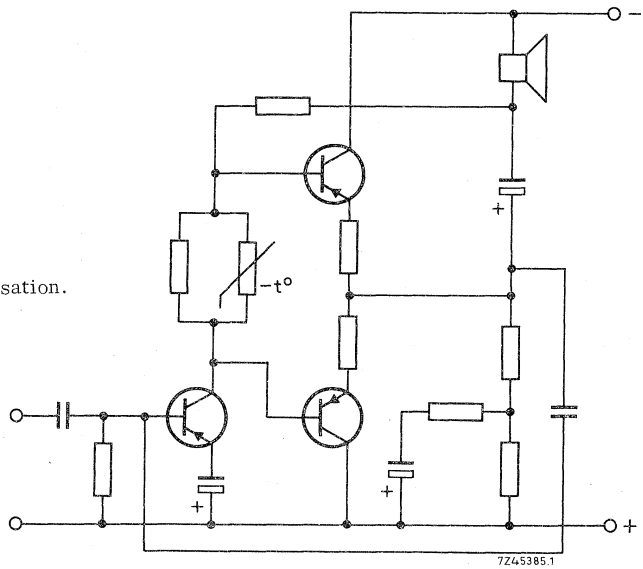 −
+
−t°
sation.
+
+
+
7Z45385.1